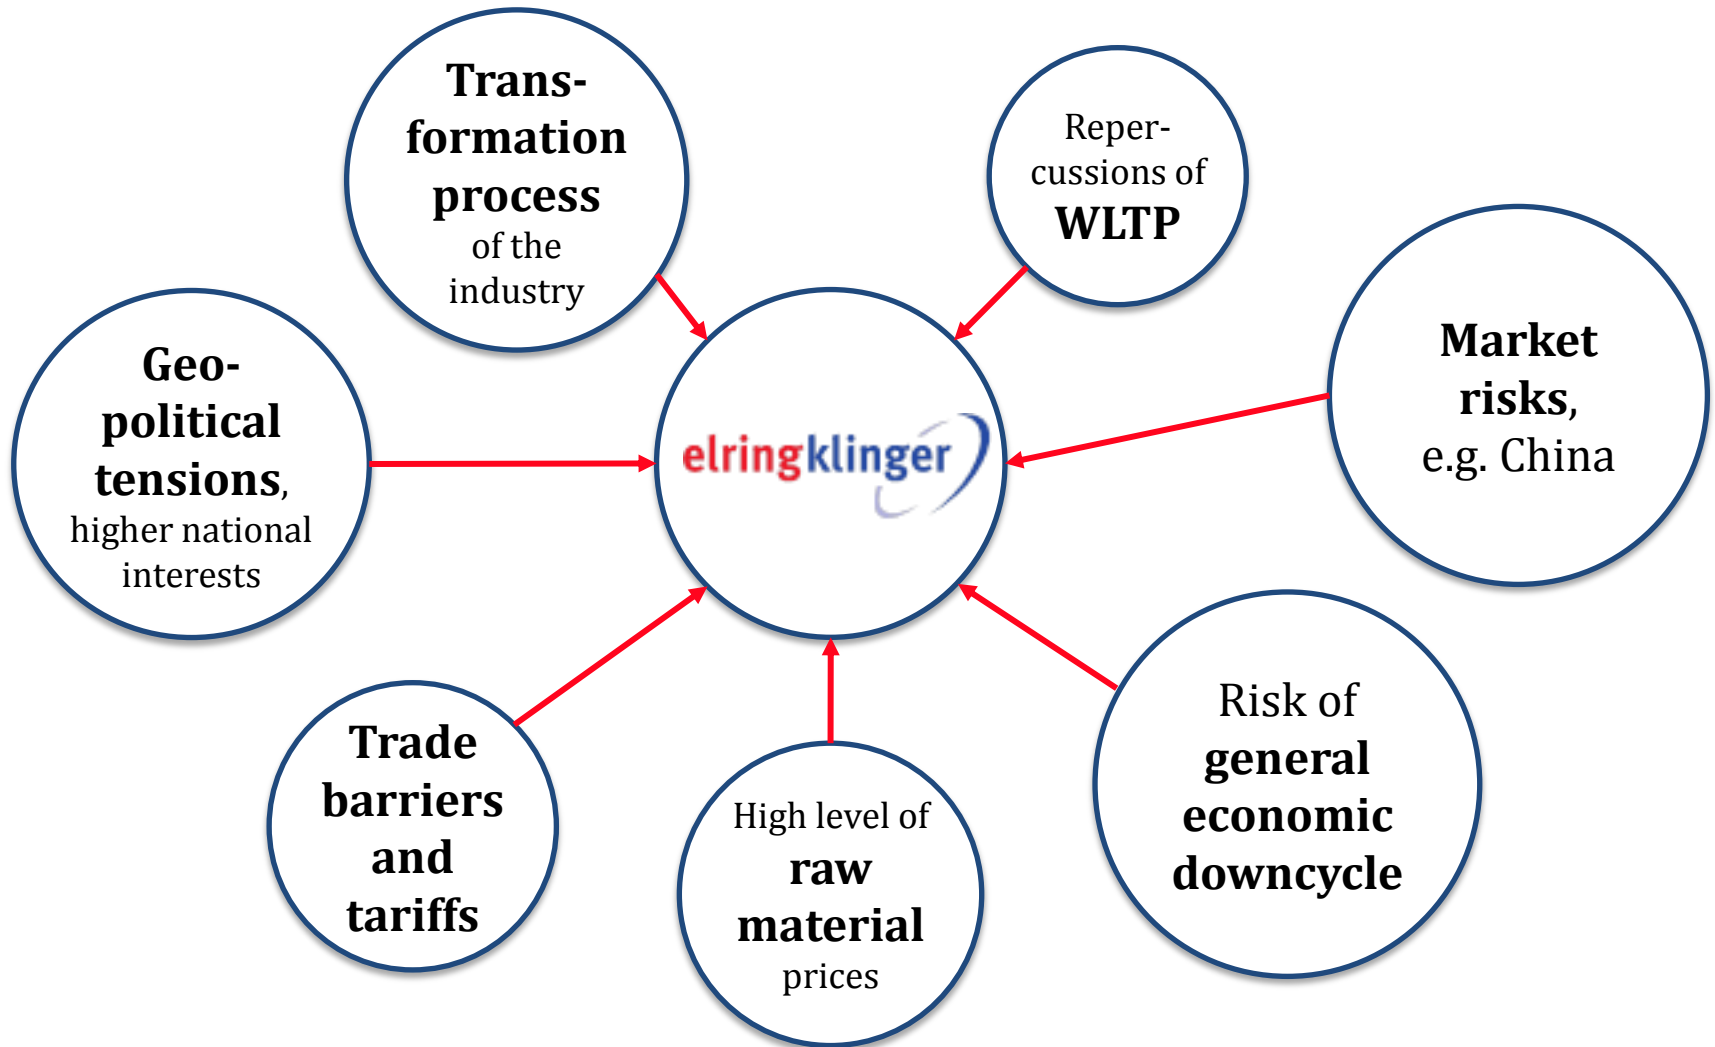 Trans-
formation
process
of the
industry
Reper-
cussions of
WLTP
Market
risks,
e.g. China
Geo-
political
tensions,
higher national
interests
elringklinger
Trade
barriers
and
tariffs
High level of
raw
material
prices
Risk of
general
economic
downcycle